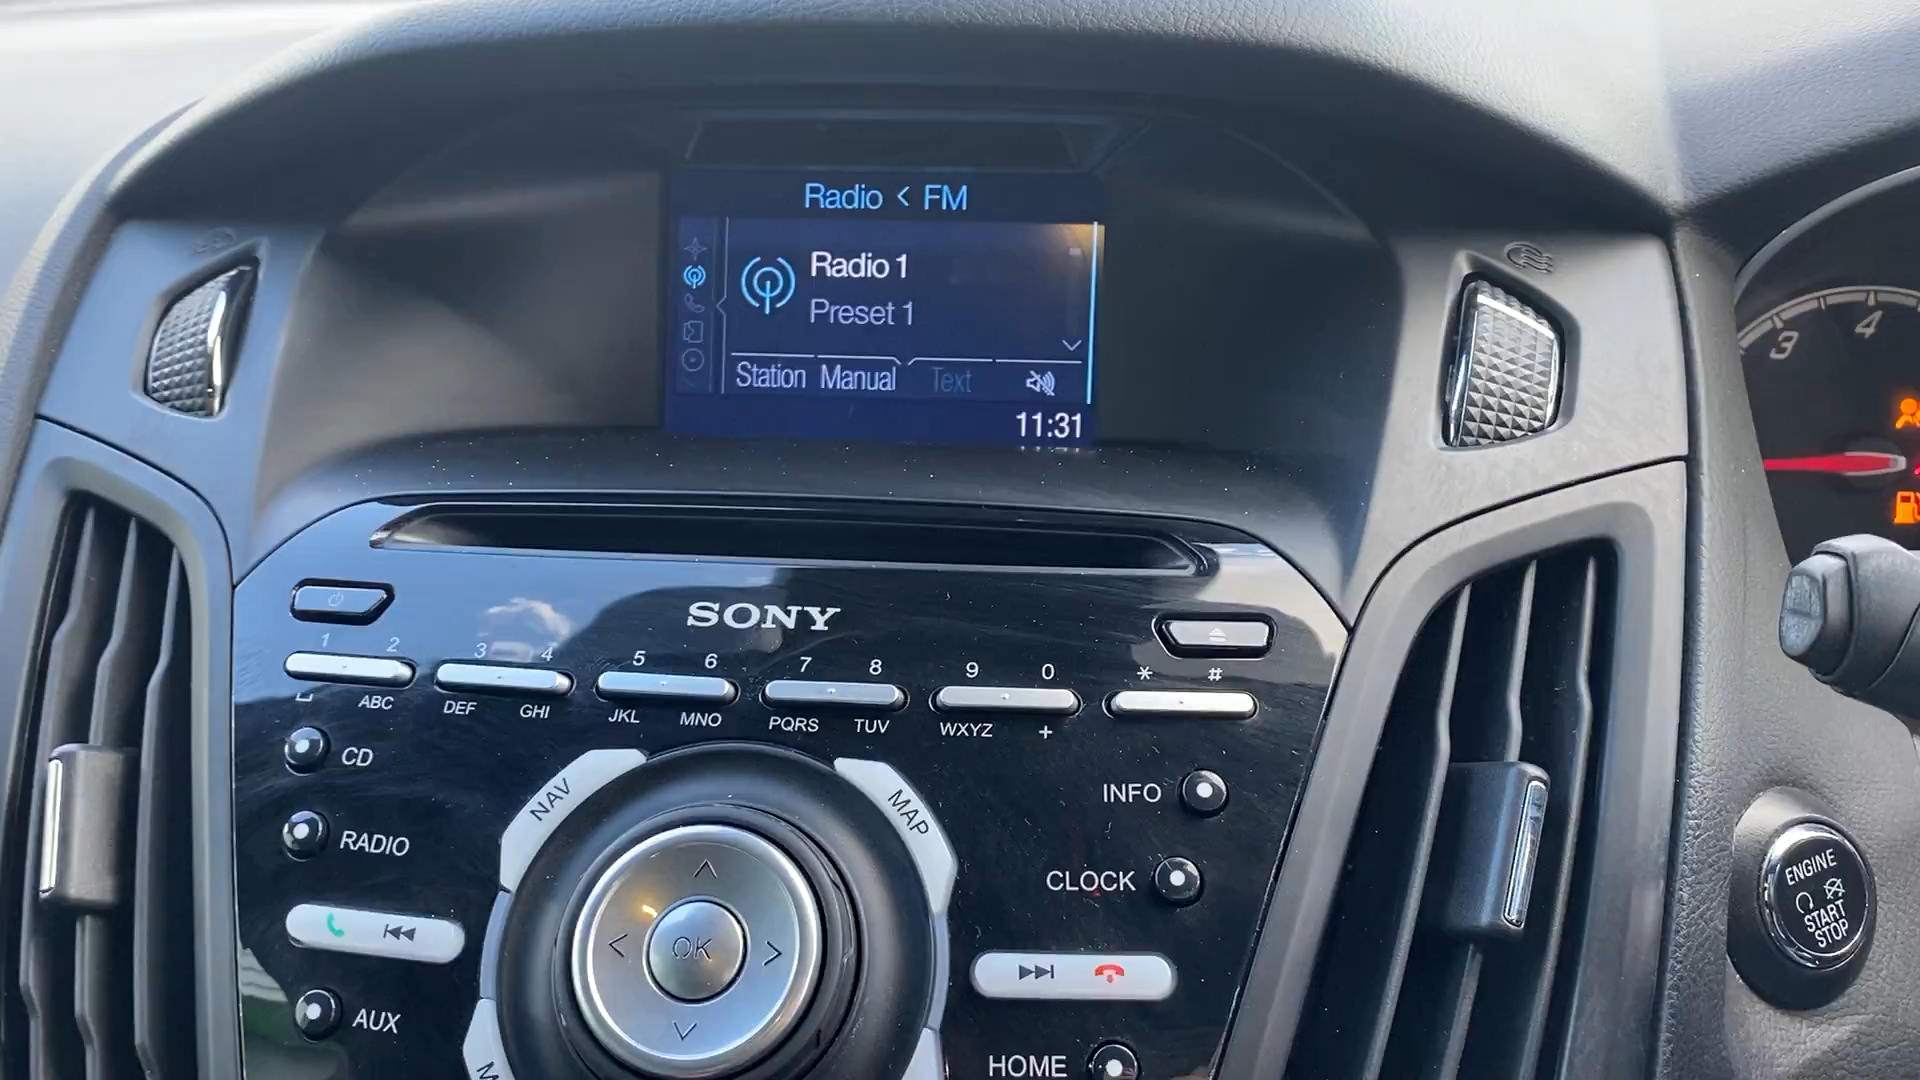 Radio < FM
Radio 1
Preset 1
Station Manual Text
11:31
3 4
SONY
1 2 3 4 5 6 7 8 9 0 * #
ABC DEF GHI JKL MNO PQRS TUV WXYZ +
CD
NAV
MAP
INFO
RADIO
CLOCK
OK
AUX
HOME
ENGINE
START
STOP